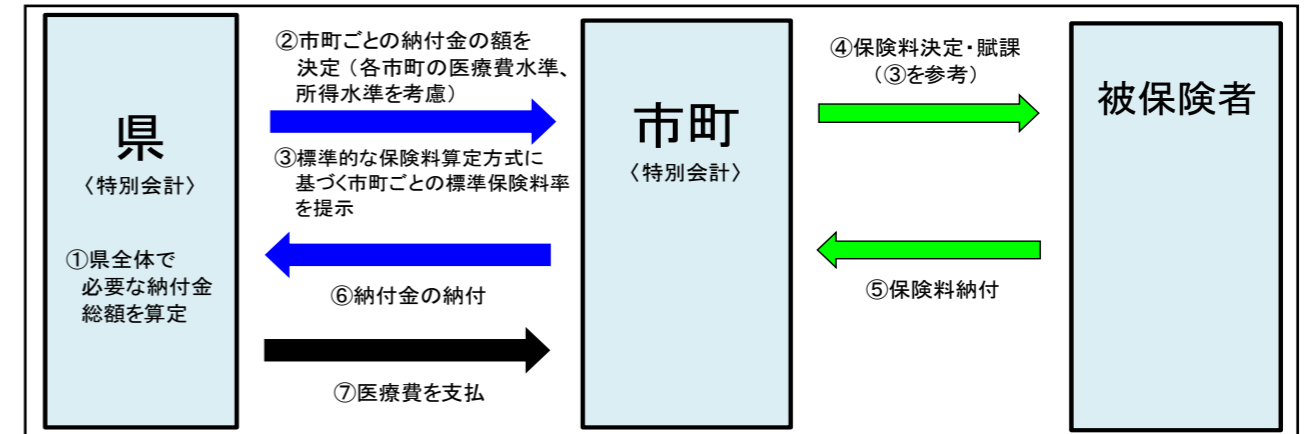 県
〈特別会計〉
①県全体で
必要な納付金
総額を算定
②市町ごとの納付金の額を
決定（各市町の医療費水準、
所得水準を考慮）
③標準的な保険料算定方式に
基づく市町ごとの標準保険料率
を提示
⑥納付金の納付
⑦医療費を支払
市町
〈特別会計〉
④保険料決定・賦課
（③を参考）
⑤保険料納付
被保険者